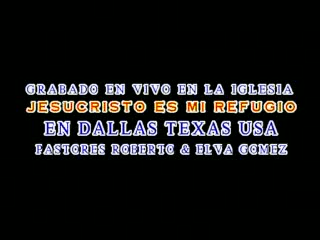 GRABADO EN VIVO EN LA IGLESIA
JESUCRISTO ES MI REFUGIO
EN DALLAS TEXAS USA
PASTORES ROBERTO & ELVA GOMEZ